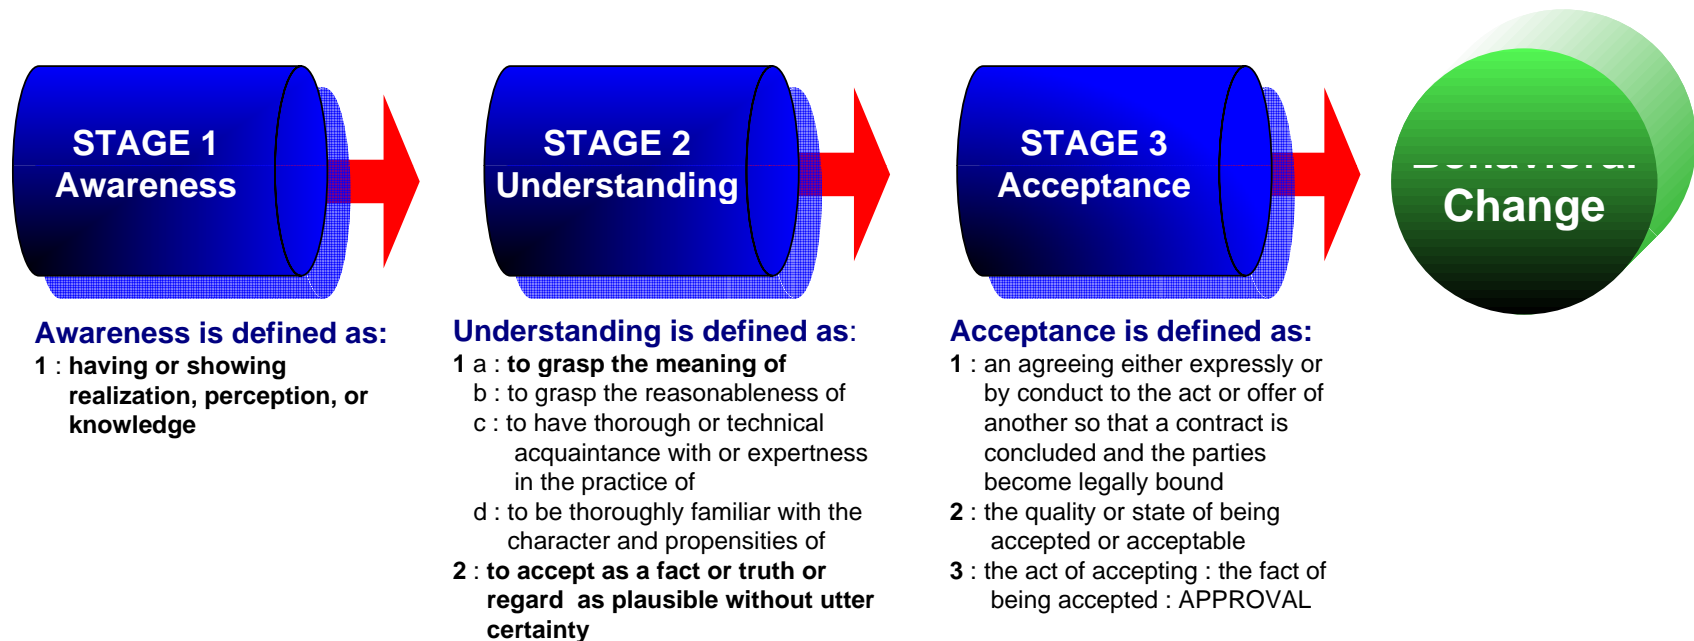 STAGE 1
Awareness
STAGE 2
Understanding
STAGE 3
Acceptance
Behavioral
Change
Awareness is defined as:
1 : having or showing
realization, perception, or
knowledge
Understanding is defined as:
1 a : to grasp the meaning of
b : to grasp the reasonableness of
c : to have thorough or technical
acquaintance with or expertness
in the practice of
d : to be thoroughly familiar with the
character and propensities of
2 : to accept as a fact or truth or
regard as plausible without utter
certainty
Acceptance is defined as:
1 : an agreeing either expressly or
by conduct to the act or offer of
another so that a contract is
concluded and the parties
become legally bound
2 : the quality or state of being
accepted or acceptable
3 : the act of accepting : the fact of
being accepted : APPROVAL